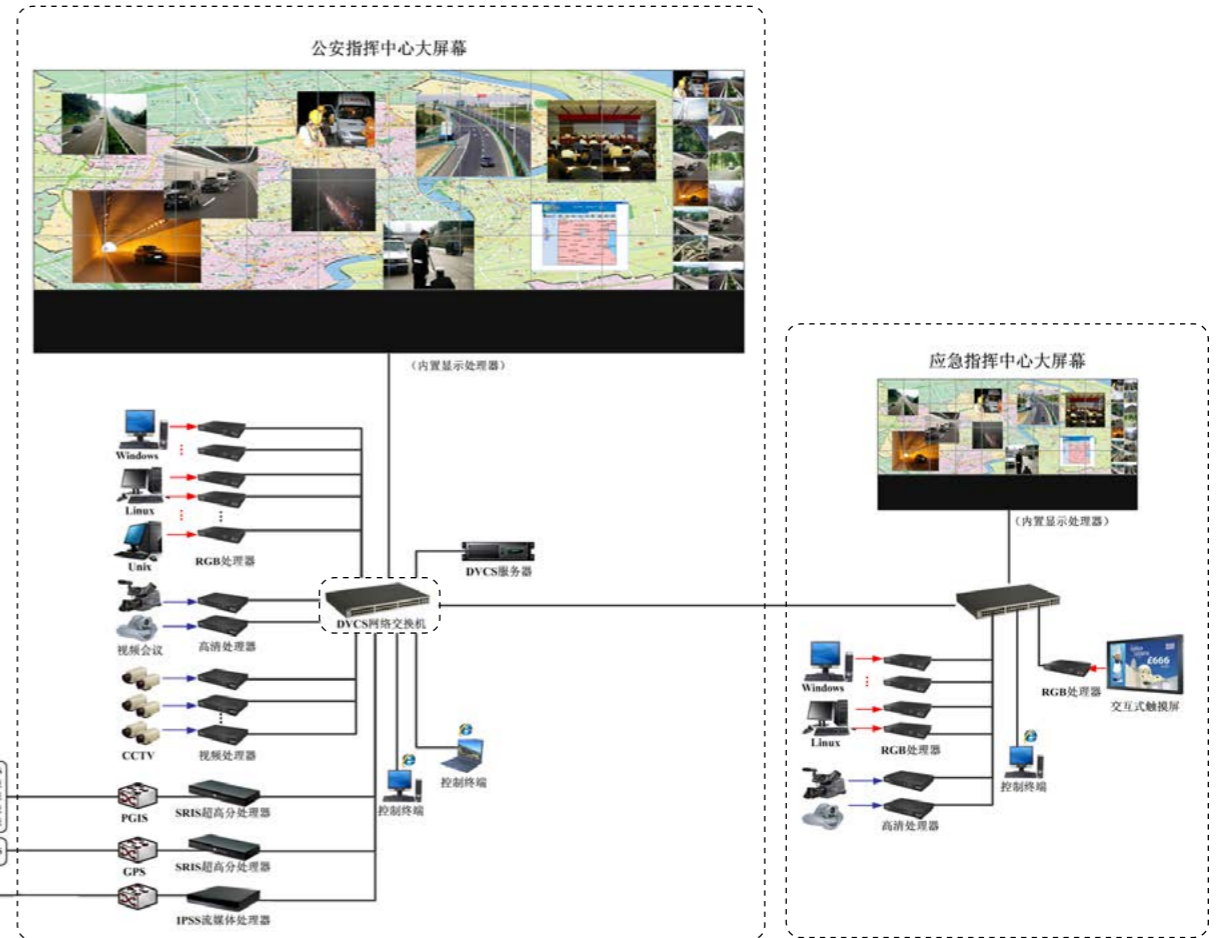 公安指挥中心大屏幕
（内置显示处理器）
Windows
Linux
Unix
RGB处理器
DVCS服务器
DVCS网络交换机
视频会议
高清处理器
CCTV
视频处理器
控制终端
控制终端
PGIS
SRIS超高分处理器
GPS
SRIS超高分处理器
IPSS流媒体处理器
应急指挥中心大屏幕
（内置显示处理器）
Windows
Linux
RGB处理器
RGB处理器
£666
交互式触摸屏
控制终端
高清处理器